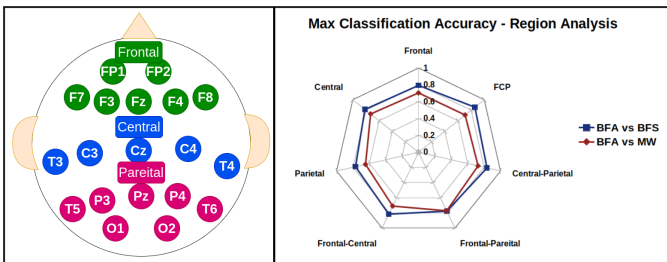 Frontal
FP1 FP2
F7 F3 Fz F4 F8
Central
T3 C3 Cz C4 T4
Pareital
T5 P3 Pz P4 T6
O1 O2
Max Classification Accuracy - Region Analysis
Frontal
1
0.8
0.6
0.4
0.2
0
FCP
Central-Parietal
Frontal-Pareital
Frontal-Central
Parietal
Central
BFA vs BFS
BFA vs MW